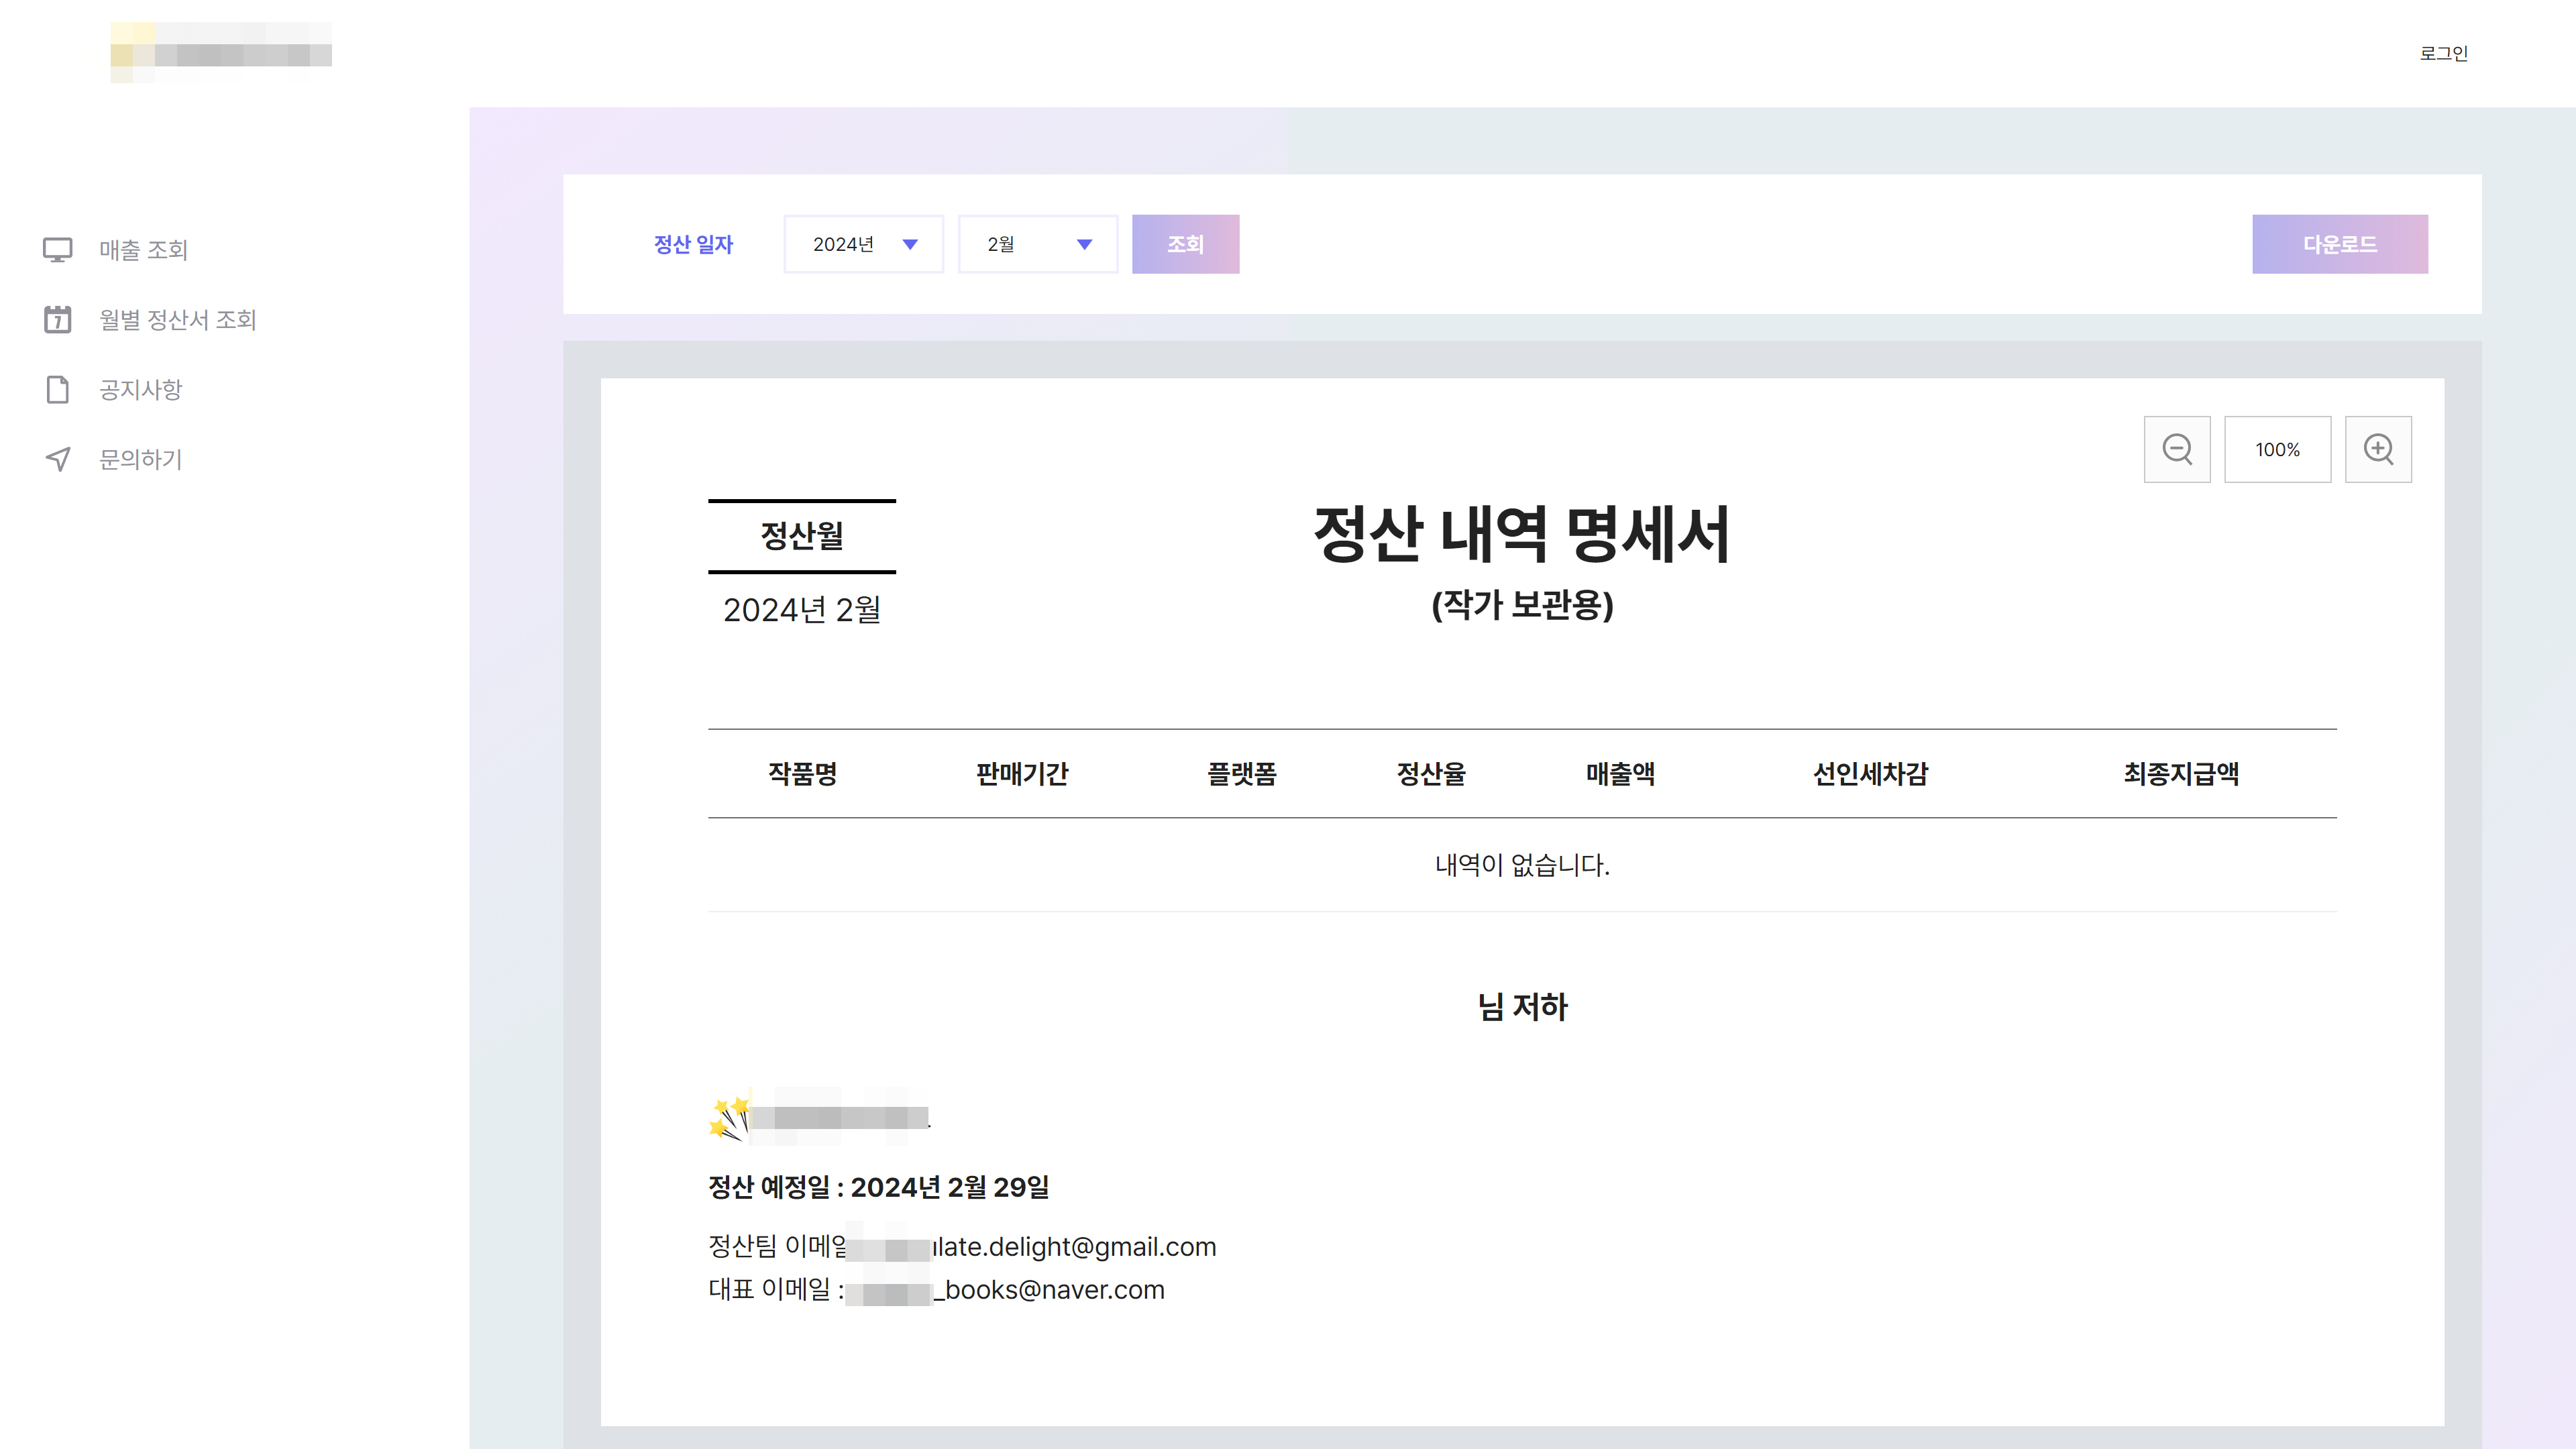 로그인
매출 조회
월별 정산서 조회
공지사항
문의하기
정산 일자 2024년 2월 조회 다운로드
100%
정산월
2024년 2월
정산 내역 명세서
(작가 보관용)
작품명 판매기간 플랫폼 정산율 매출액 선인세차감 최종지급액
내역이 없습니다.
님 저하
정산 예정일 : 2024년 2월 29일
정산팀 이메일 late.delight@gmail.com
대표 이메일 : _books@naver.com